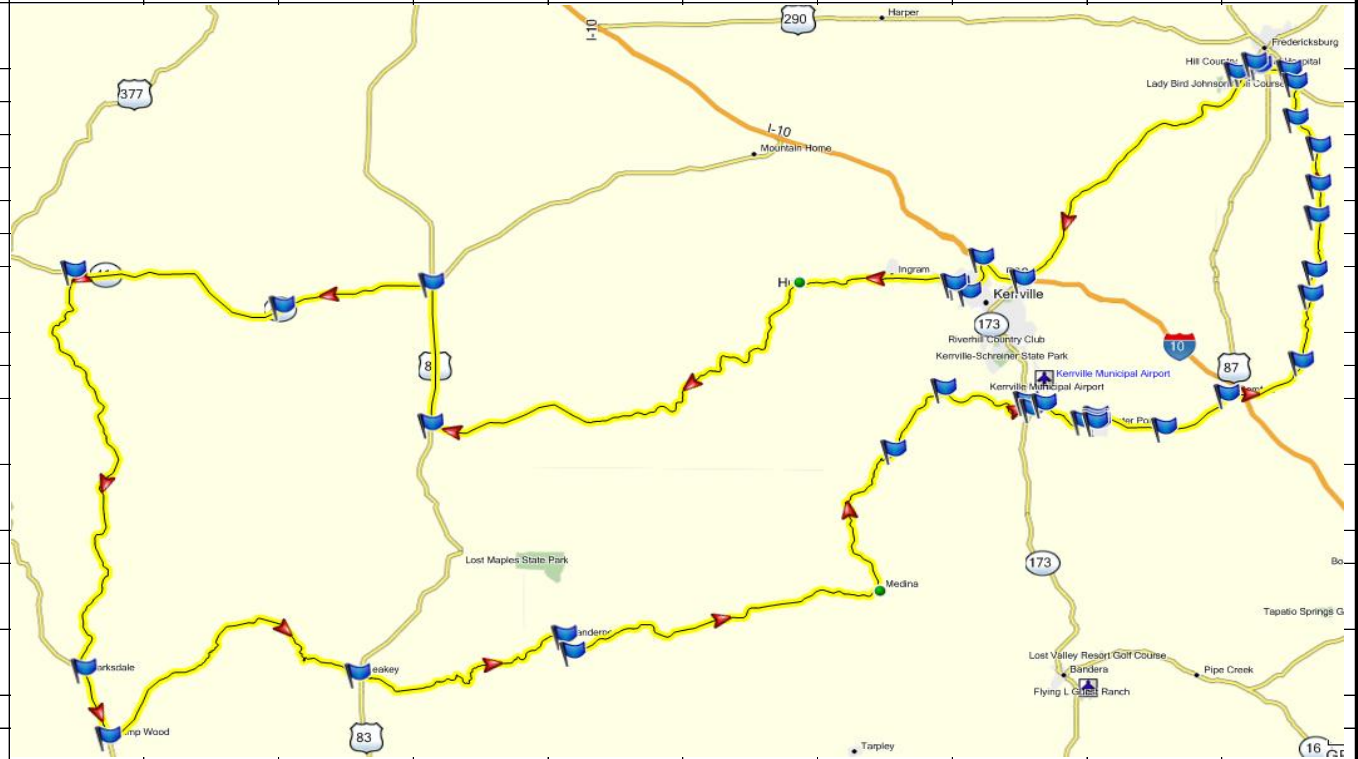 290
Harper
I-10
Fredericksburg
Hill Country
Hospital
Lady Bird Johnson
Course
377
I-10
Mountain Home
Ingram
Kerrville
173
Riverhill Country Club
10
Kerrville-Schreiner State Park
87
Kerrville Municipal Airport
Kerrville Municipal Airport
Lost Maples State Park
173
Medina
Tapatio Springs G
Lost Valley Resort Golf Course
Bandera
Pipe Creek
Flying L Guest Ranch
83
Tarpley
16